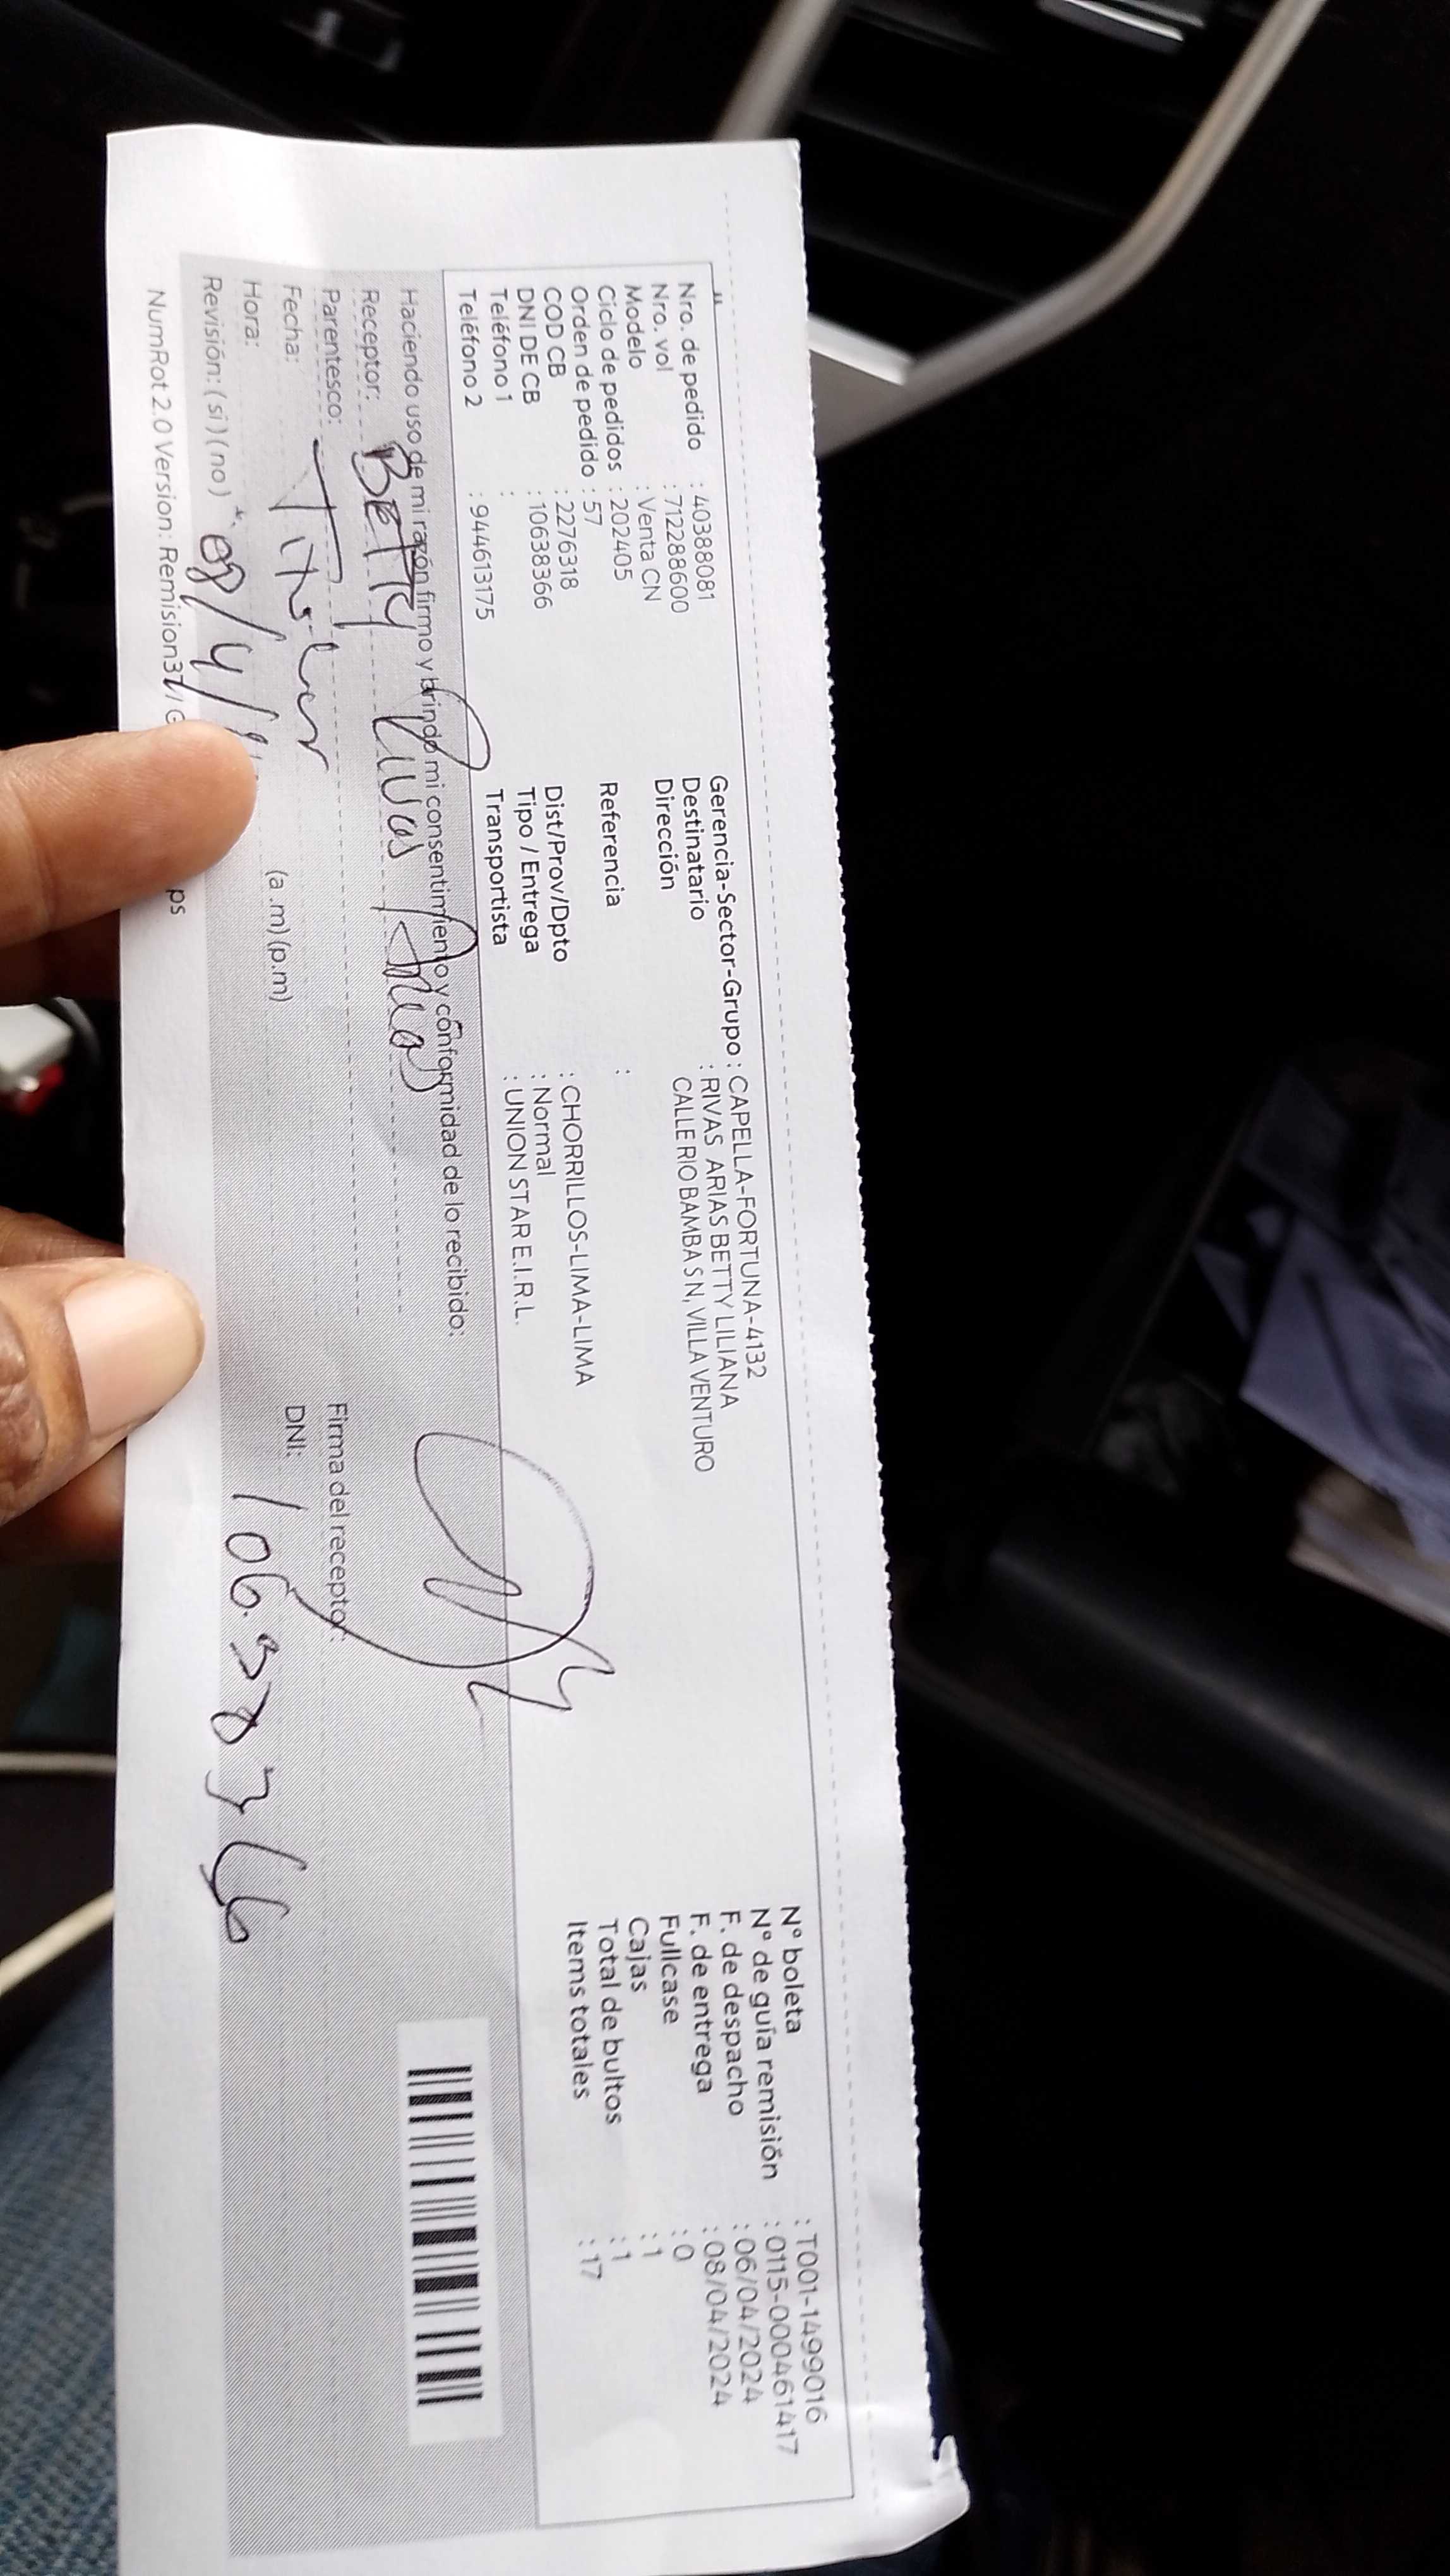 Nro. de pedido : 40388081
Nro. vol : 712288600
Modelo : Venta CN
Ciclo de pedidos : 202405
Orden de pedido : 57
COD CB : 2276318
DNI DE CB : 10638366
Teléfono 1 :
Teléfono 2 : 944613175
Gerencia-Sector-Grupo : CAPELLA-FORTUNA-4132
Destinatario : RIVAS ARIAS BETTY LILIANA
Dirección CALLE RIO BAMBA S N, VILLA VENTURO
Referencia :
Dist/Prov/Dpto : CHORRILLOS-LIMA-LIMA
Tipo / Entrega : Normal
Transportista : UNION STAR E.I.R.L.
N° boleta : T001-1499016
N° de guía remisión : 0115-000461417
F. de despacho : 06/04/2024
F. de entrega : 08/04/2024
Fullcase : 0
Cajas : 1
Total de bultos : 1
Items totales : 17
Haciendo uso de mi razón firmo y brindo mi consentimiento y conformidad de lo recibido:
Receptor: Betty Rivas Arias
Parentesco: Titular
Fecha: 08/4/
Hora: (a.m) (p.m)
Revisión: (si) (no)
Firma del receptor:
DNI:
NumRot 2.0 Version: Remision37/
ps